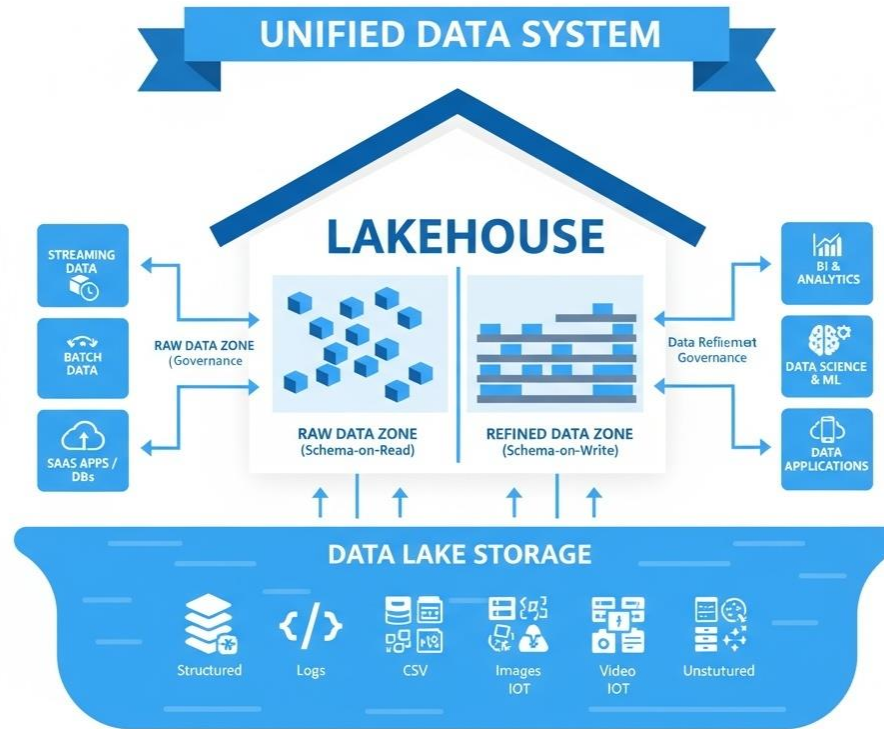 UNIFIED DATA SYSTEM
LAKEHOUSE
STREAMING
DATA
BATCH
DATA
SAAS APPS /
DBs
RAW DATA ZONE
(Governance
RAW DATA ZONE
(Schema-on-Read)
REFINED DATA ZONE
(Schema-on-Write)
Data Refiemet
Governance
BI &
ANALYTICS
DATA SCIENCE
& ML
DATA
APPLICATIONS
DATA LAKE STORAGE
Structured
Logs
CSV
Images
IOT
Video
IOT
Unstutured